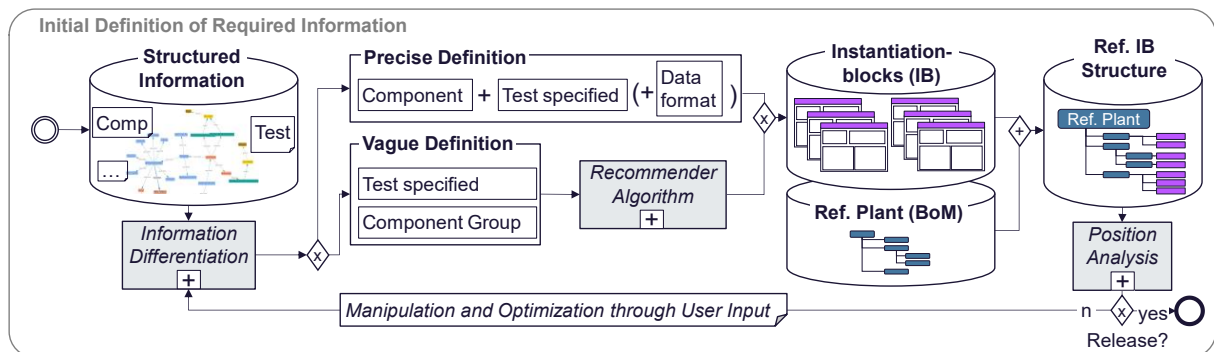 Initial Definition of Required Information
Structured
Information
Comp
Test
...
Information
Differentiation
+
x
Precise Definition
Component + Test specified (+ Data
format )
Vague Definition
Test specified
Component Group
Recommender
Algorithm
+
x
Instantiation-
blocks (IB)
Ref. Plant (BoM)
+
Ref. IB
Structure
Ref. Plant
Position
Analysis
+
n x yes
Release?
Manipulation and Optimization through User Input